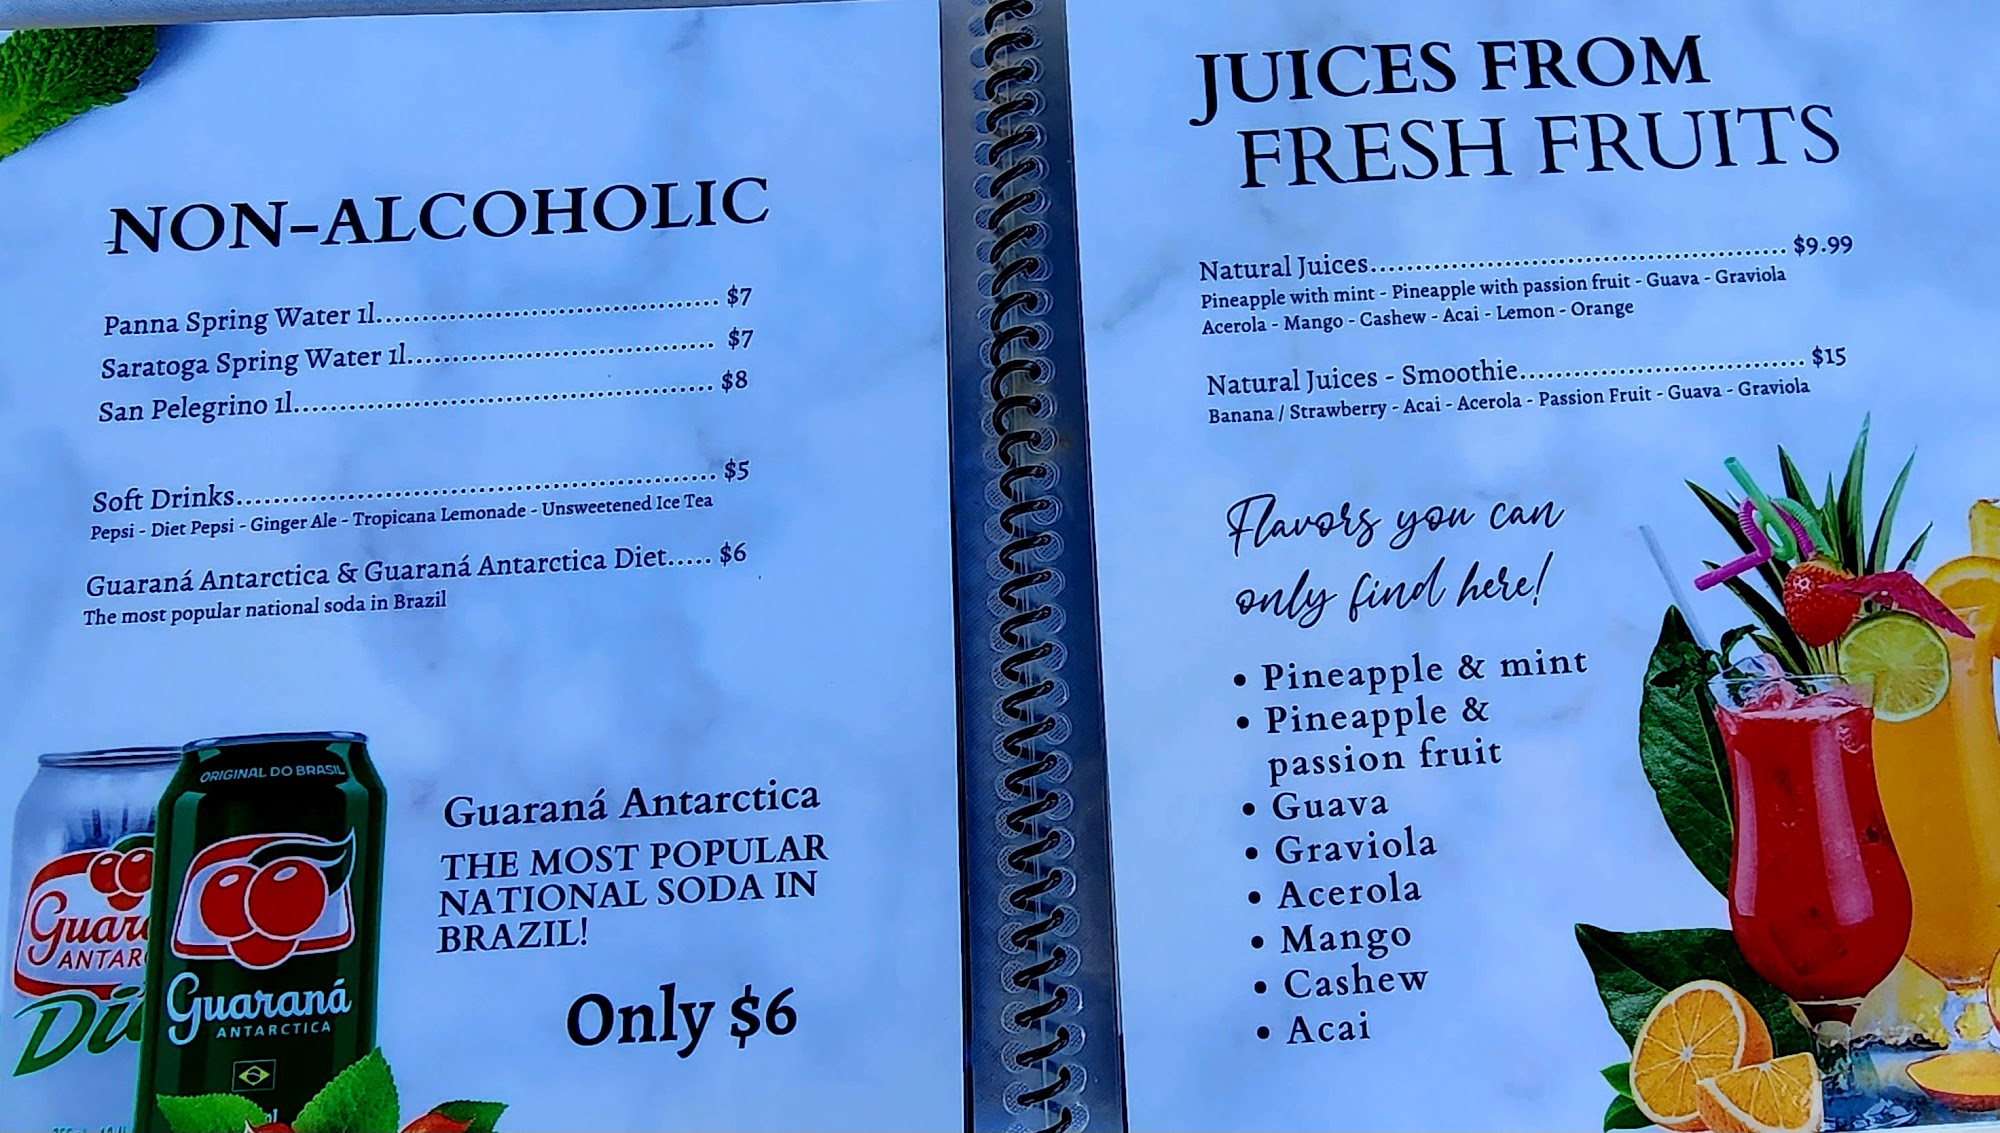 NON-ALCOHOLIC
Panna Spring Water 1l........................................ $7
Saratoga Spring Water 1l................................... $7
San Pelegrino 1l................................................ $8
Soft Drinks...................................................... $5
Pepsi - Diet Pepsi - Ginger Ale - Tropicana Lemonade - Unsweetened Ice Tea
Guaraná Antarctica & Guaraná Antarctica Diet..... $6
The most popular national soda in Brazil
ORIGINAL DO BRASIL
Guaraná
ANTARCTICA
Guaraná Antarctica
THE MOST POPULAR
NATIONAL SODA IN
BRAZIL!
Only $6
JUICES FROM
FRESH FRUITS
Natural Juices................................................ $9.99
Pineapple with mint - Pineapple with passion fruit - Guava - Graviola
Acerola - Mango - Cashew - Acai - Lemon - Orange
Natural Juices - Smoothie................................ $15
Banana / Strawberry - Acai - Acerola - Passion Fruit - Guava - Graviola
Flavors you can
only find here!
• Pineapple & mint
• Pineapple &
passion fruit
• Guava
• Graviola
• Acerola
• Mango
• Cashew
• Acai